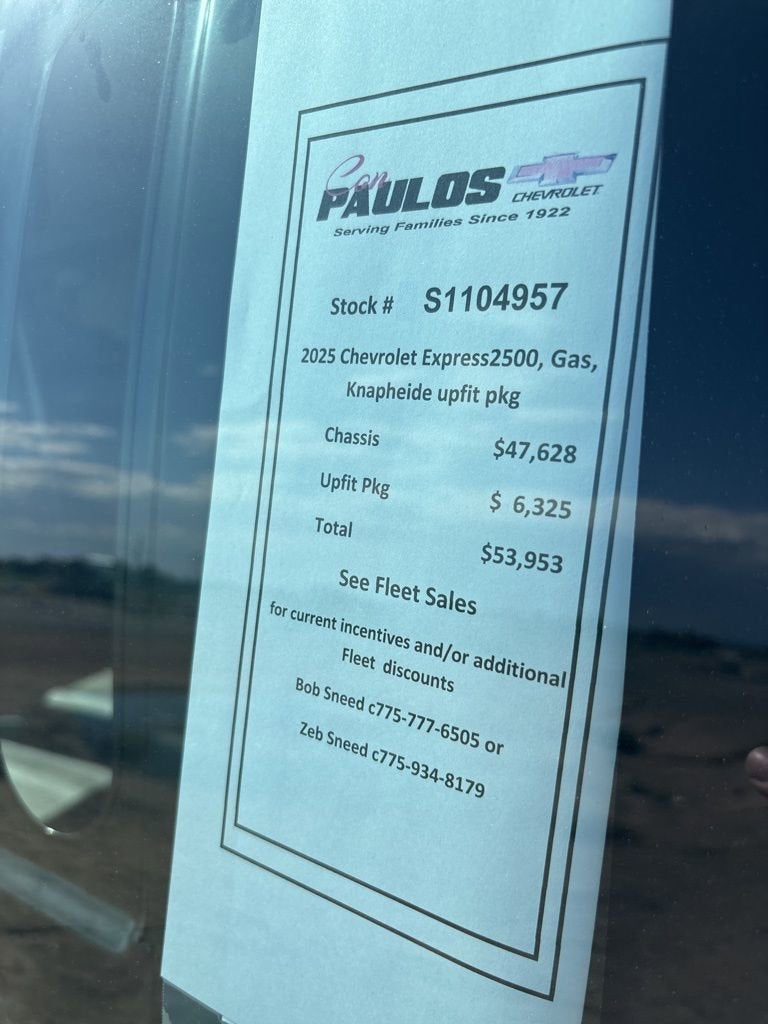 Con
PAULOS CHEVROLET
Serving Families Since 1922
Stock # S1104957
2025 Chevrolet Express2500, Gas,
Knapheide upfit pkg
Chassis $47,628
Upfit Pkg $ 6,325
Total $53,953
See Fleet Sales
for current incentives and/or additional
Fleet discounts
Bob Sneed c775-777-6505 or
Zeb Sneed c775-934-8179